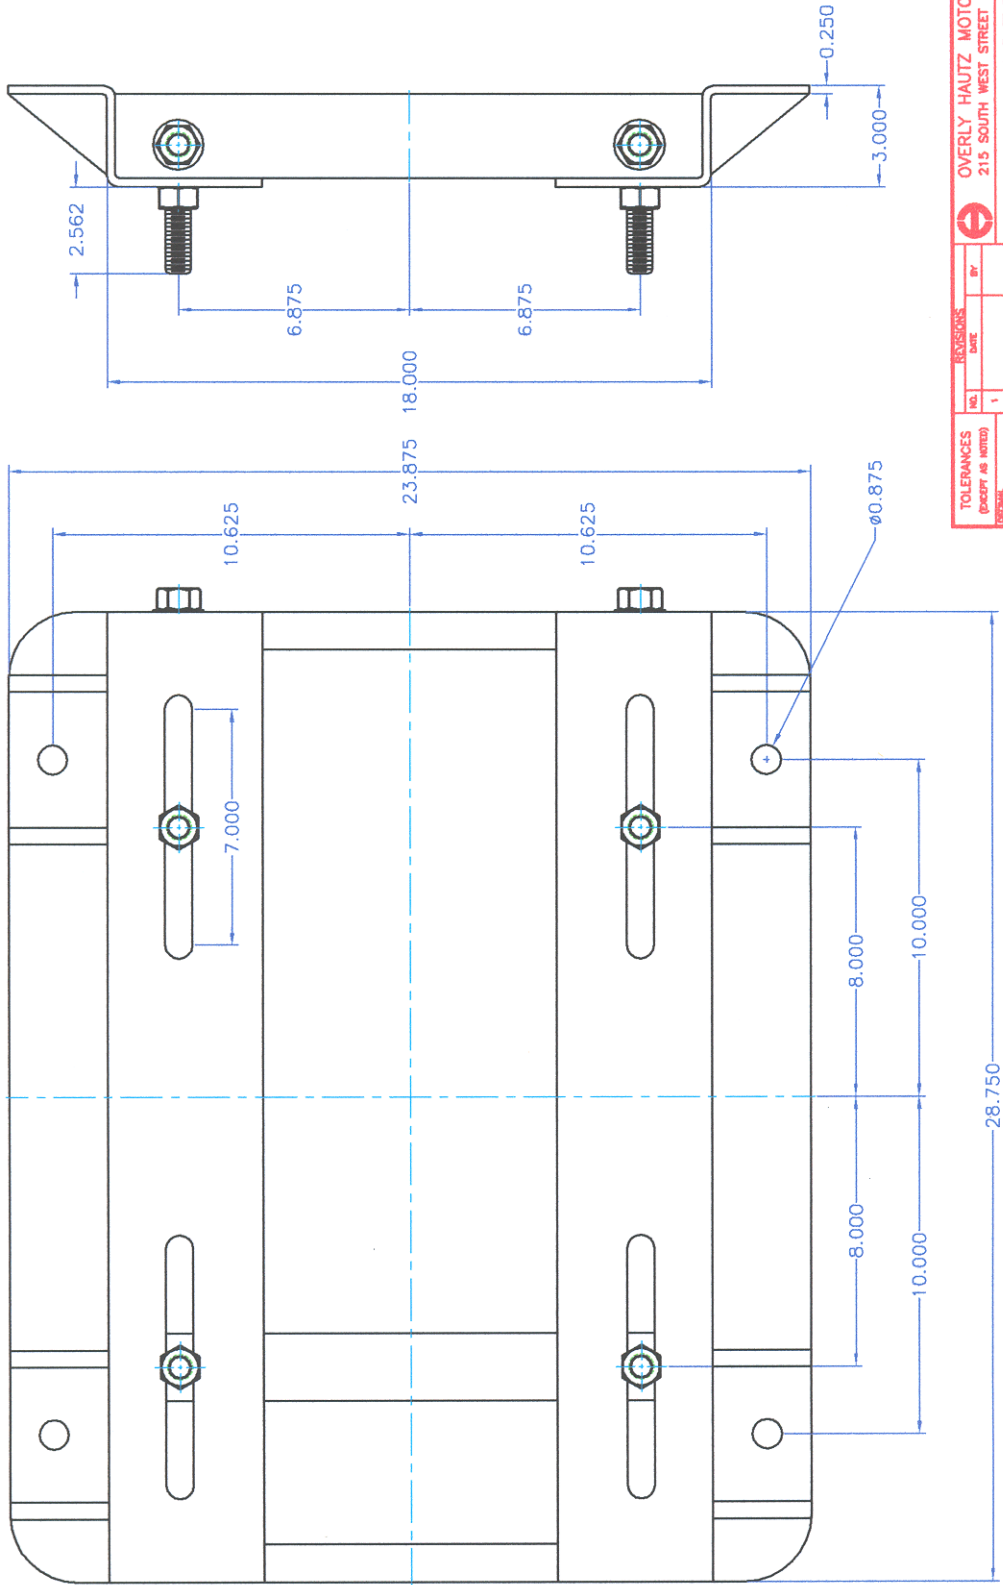 0.250
3.000
2.562
6.875
6.875
18.000
23.875
10.625
10.625
ø0.875
7.000
8.000
10.000
8.000
10.000
28.750
OVERLY HAUTZ MOTO
215 SOUTH WEST STREET
REVISIONS
NO. DATE BY
1
TOLERANCES
(EXCEPT AS NOTED)